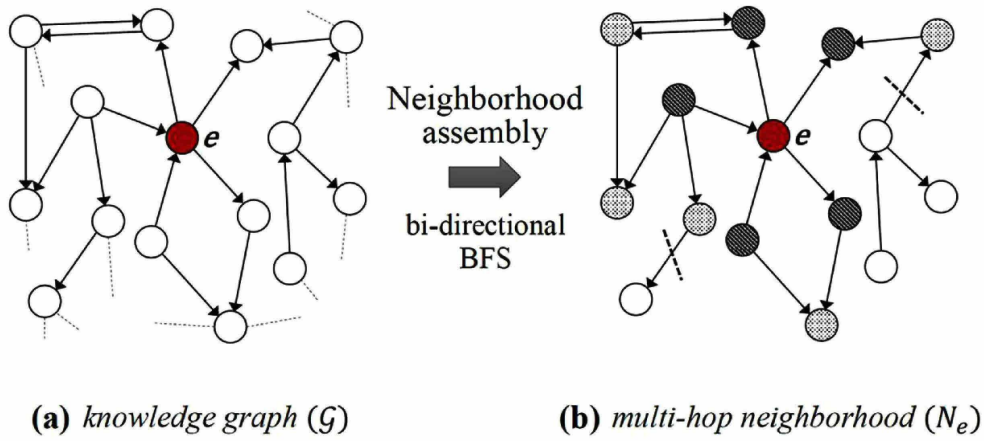 e
Neighborhood
assembly
bi-directional
BFS
e
(a) knowledge graph (𝒢)
(b) multi-hop neighborhood (Nₑ)